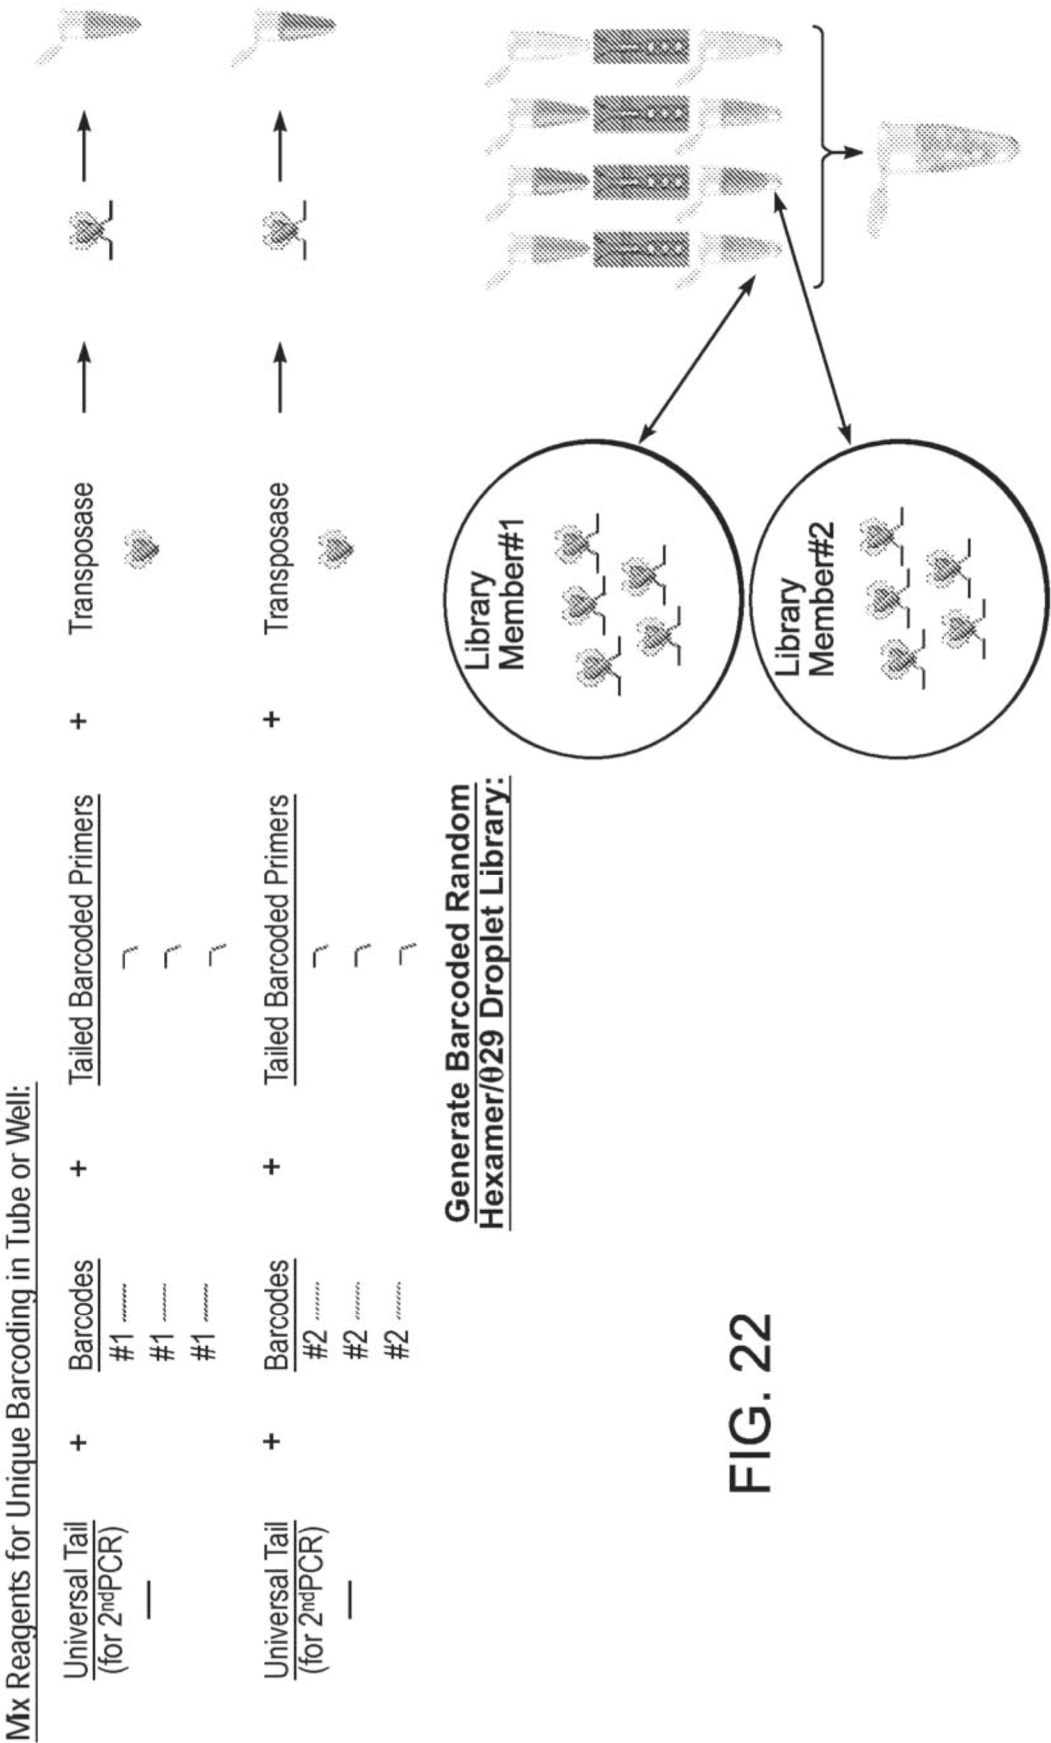 Mix Reagents for Unique Barcoding in Tube or Well:
Universal Tail + Barcodes + Tailed Barcoded Primers + Transposase
(for 2ndPCR)
#1
#1
#1
Universal Tail + Barcodes + Tailed Barcoded Primers + Transposase
(for 2ndPCR)
#2
#2
#2
Generate Barcoded Random
Hexamer/θ29 Droplet Library:
Library
Member#1
Library
Member#2
FIG. 22